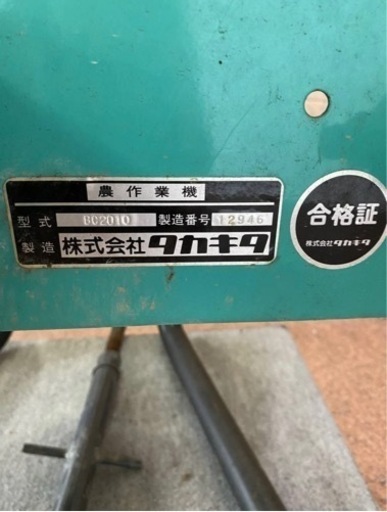 農作業機
型式 BC2010 製造番号 12946
製造 株式会社タカキタ
合格証
株式会社タカキタ